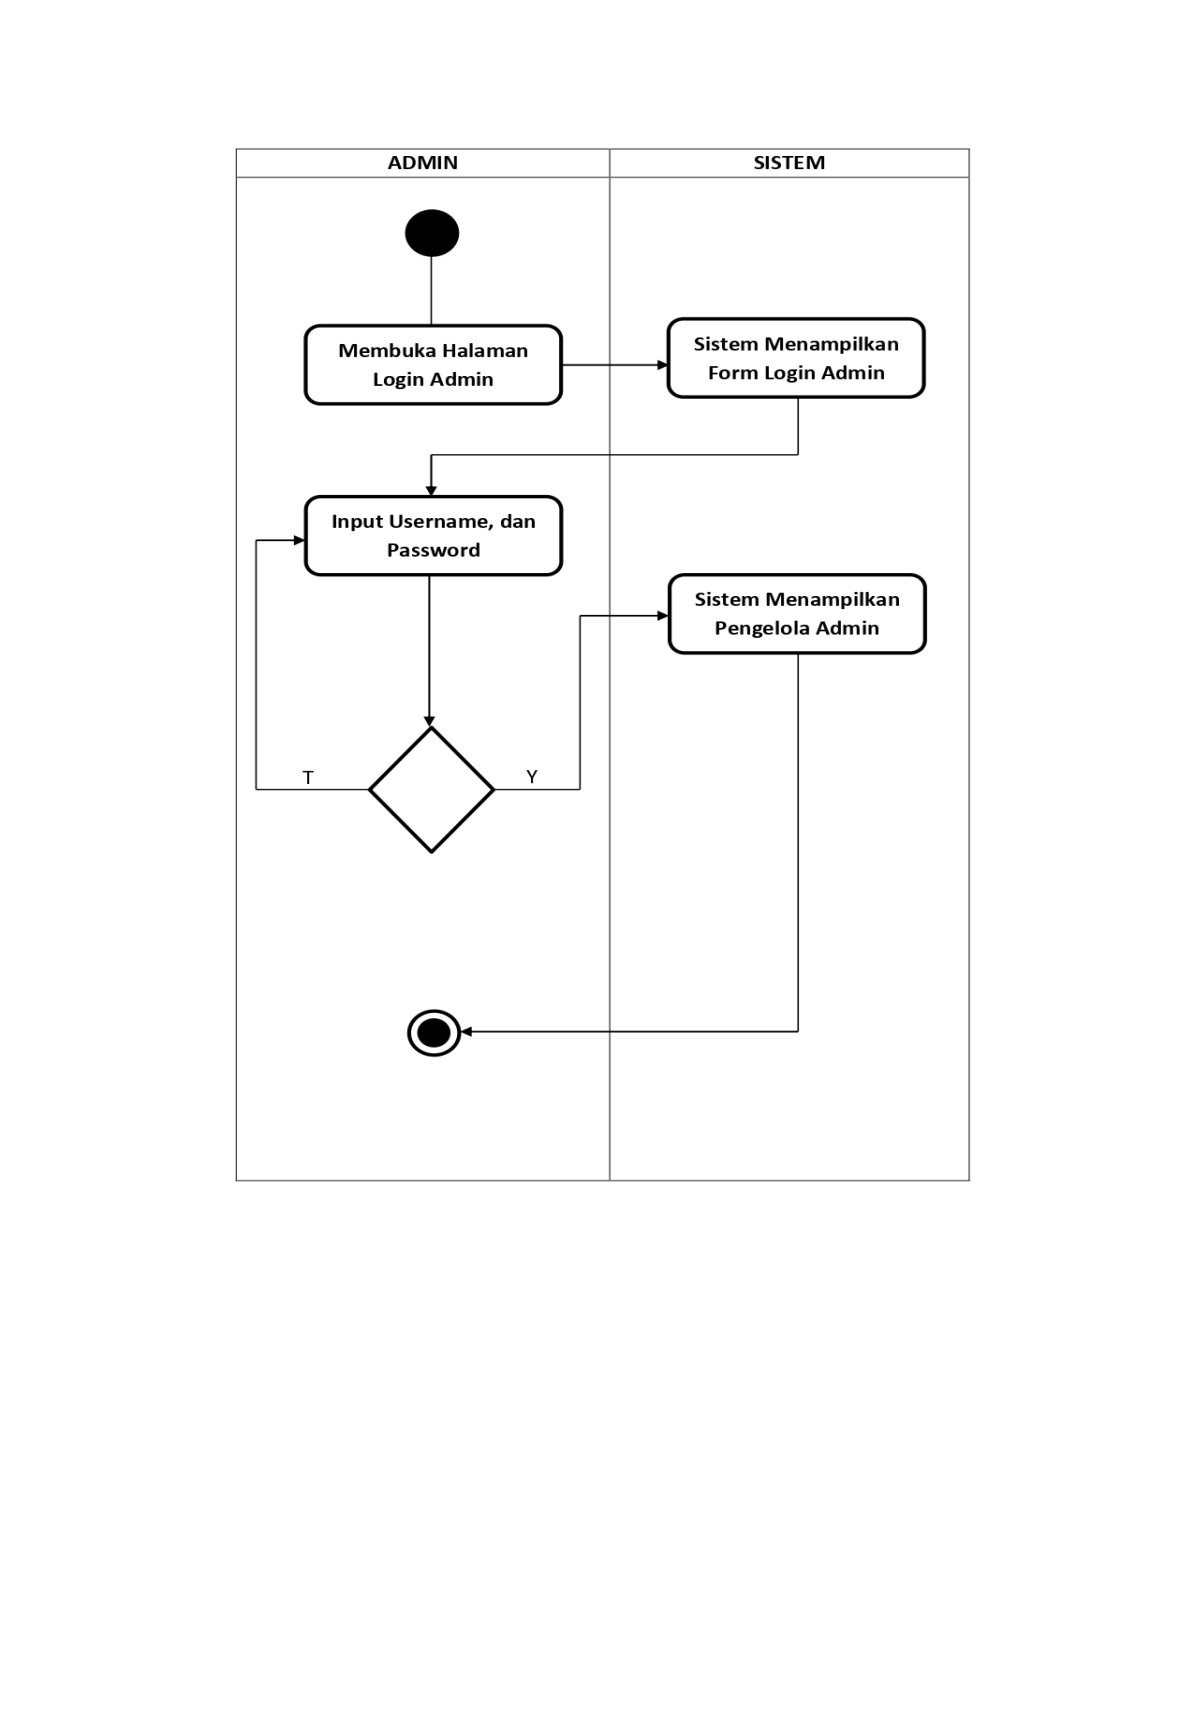 ADMIN
SISTEM
Membuka Halaman
Login Admin
Sistem Menampilkan
Form Login Admin
Input Username, dan
Password
Sistem Menampilkan
Pengelola Admin
T
Y